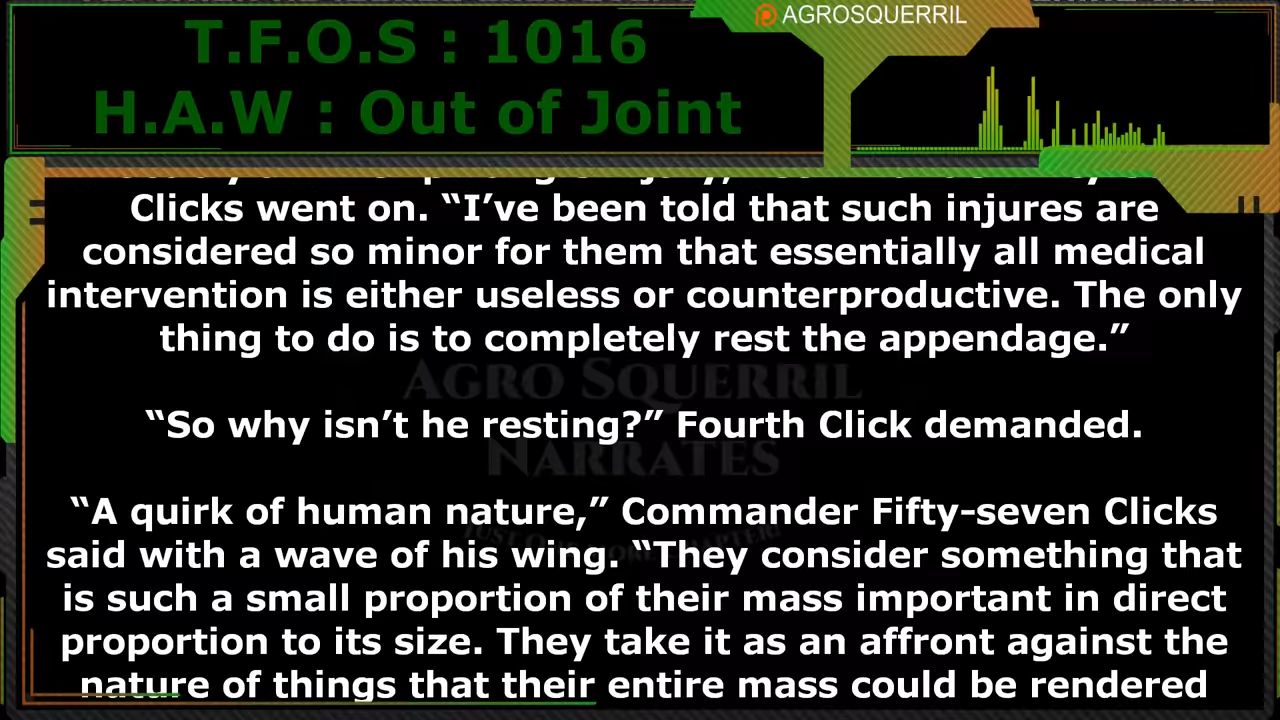 AGROSQUERRIL
T.F.O.S : 1016
H.A.W : Out of Joint
Clicks went on. “I’ve been told that such injures are
considered so minor for them that essentially all medical
intervention is either useless or counterproductive. The only
thing to do is to completely rest the appendage.”
Agro Squerril
“So why isn’t he resting?” Fourth Click demanded.
Narrates
“A quirk of human nature,” Commander Fifty-seven Clicks
said with a wave of his wing. “They consider something that
is such a small proportion of their mass important in direct
proportion to its size. They take it as an affront against the
nature of things that their entire mass could be rendered